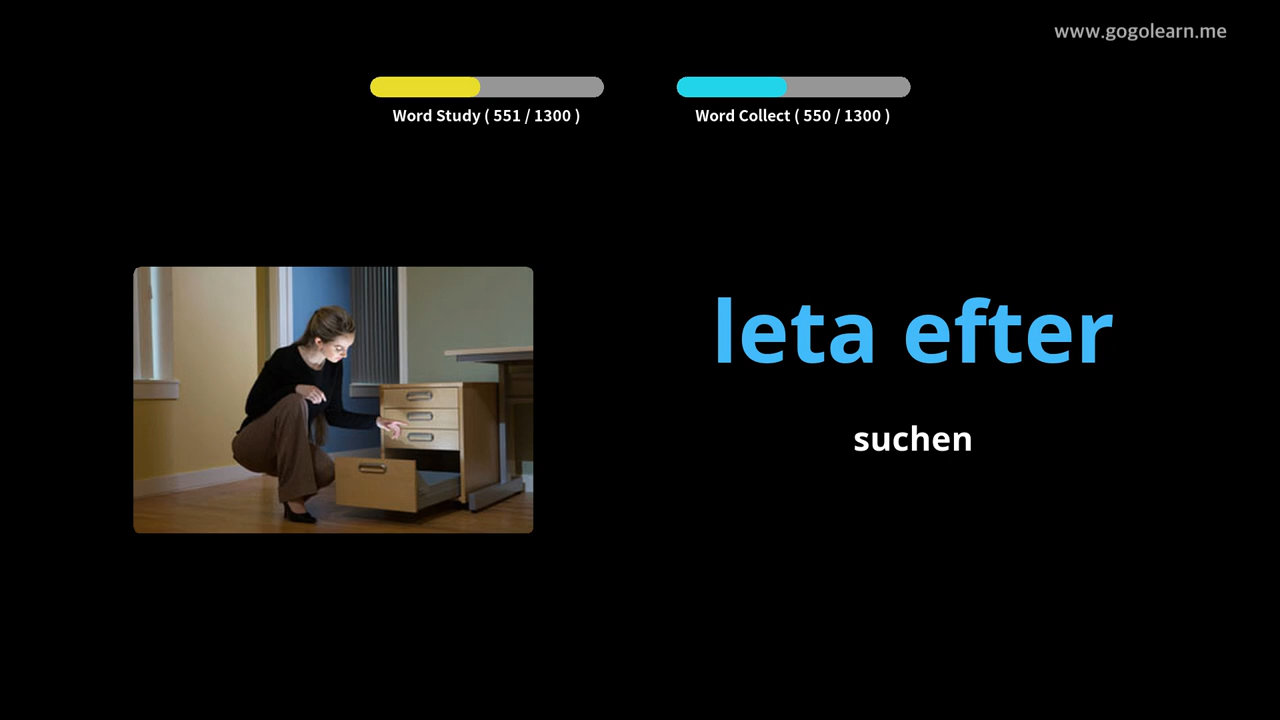 www.gogolearn.me
Word Study ( 551 / 1300 )
Word Collect ( 550 / 1300 )
leta efter
suchen